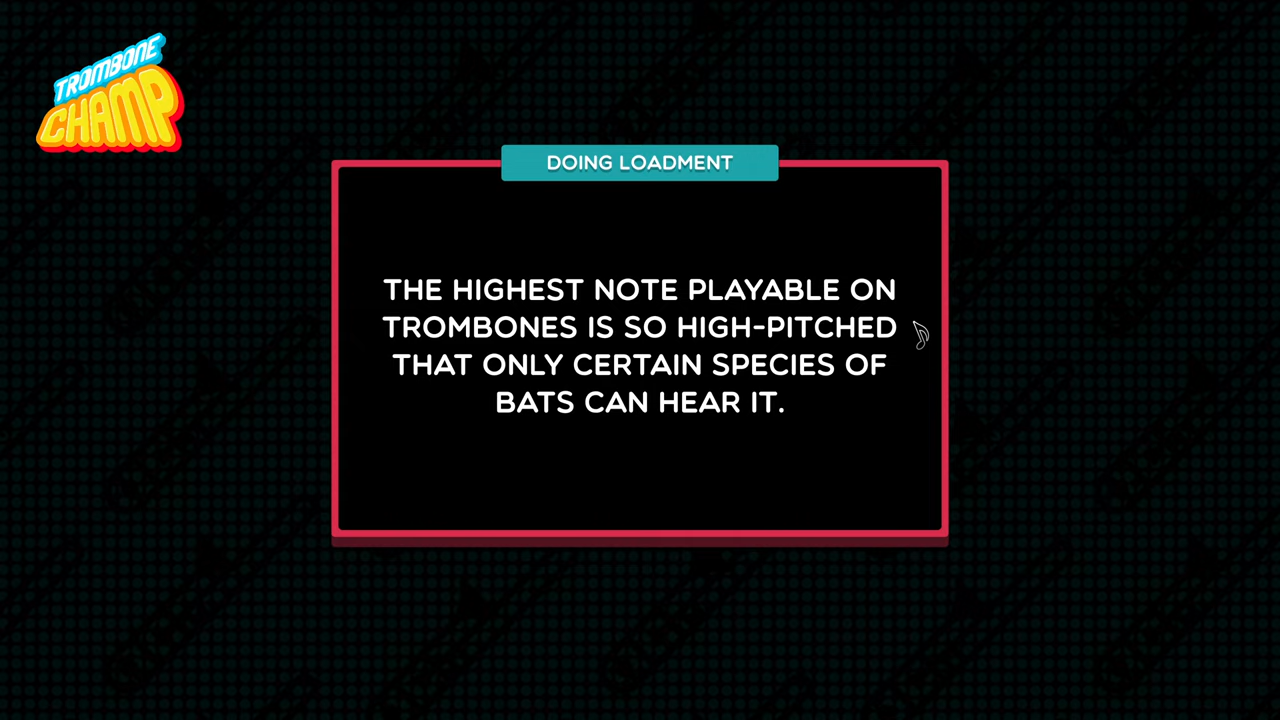 TROMBONE
CHAMP
DOING LOADMENT
THE HIGHEST NOTE PLAYABLE ON
TROMBONES IS SO HIGH-PITCHED
THAT ONLY CERTAIN SPECIES OF
BATS CAN HEAR IT.